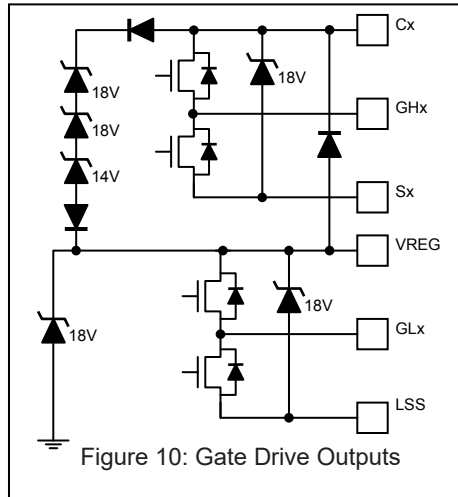 Cx
18V
18V
18V
GHx
14V
Sx
VREG
18V
18V
GLx
LSS
Figure 10: Gate Drive Outputs